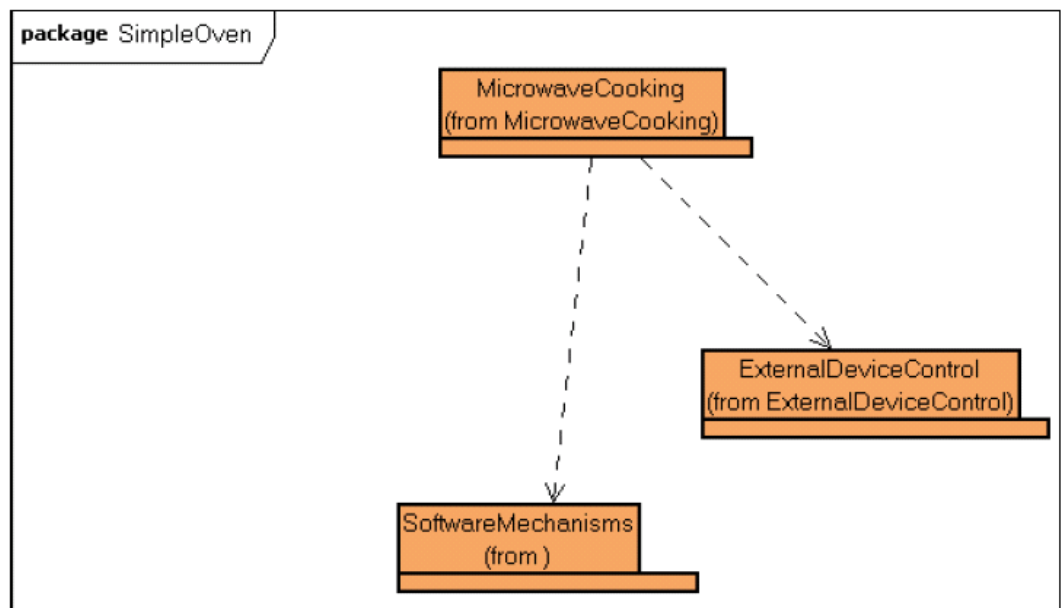 package SimpleOven
MicrowaveCooking
(from MicrowaveCooking)
ExternalDeviceControl
(from ExternalDeviceControl)
SoftwareMechanisms
(from )